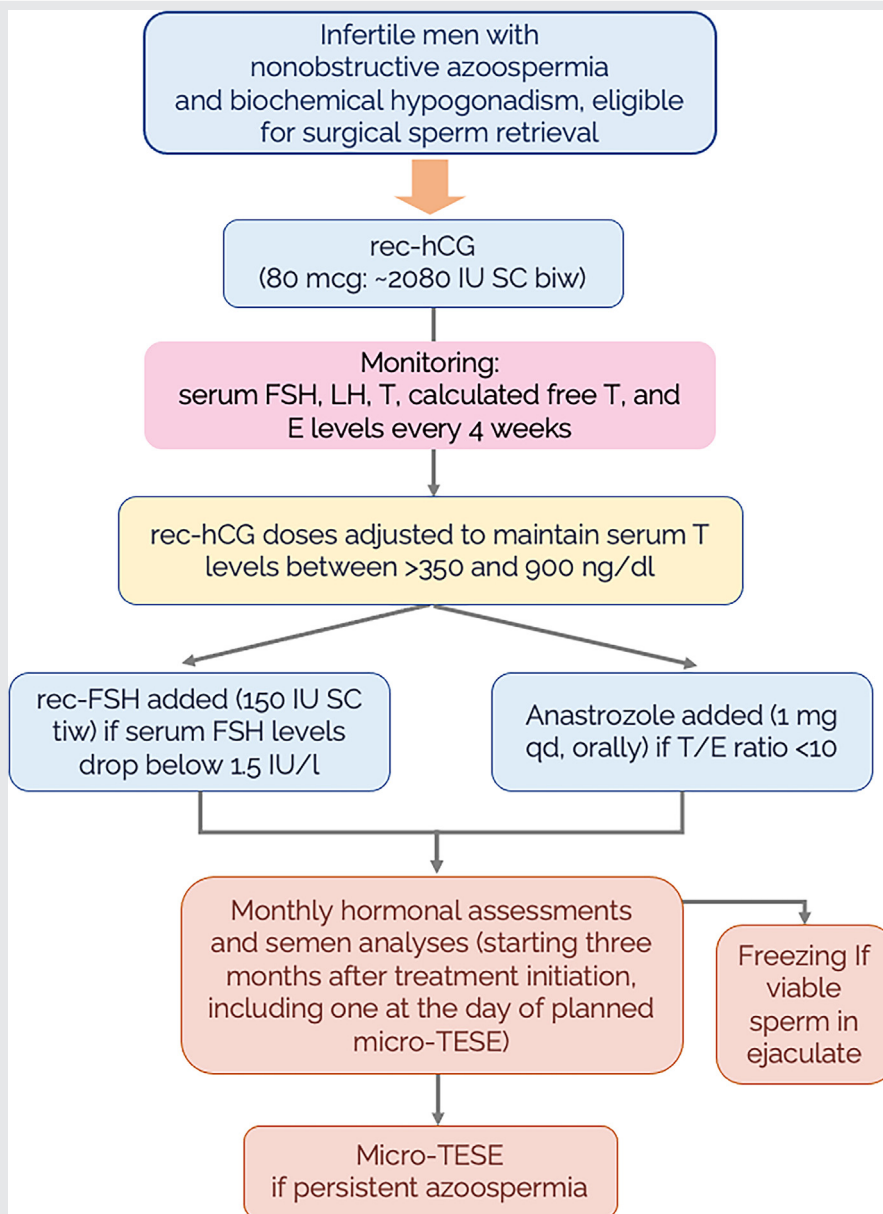 Infertile men with
nonobstructive azoospermia
and biochemical hypogonadism, eligible
for surgical sperm retrieval
rec-hCG
(80 mcg: ~2080 IU SC biw)
Monitoring:
serum FSH, LH, T, calculated free T, and
E levels every 4 weeks
rec-hCG doses adjusted to maintain serum T
levels between >350 and 900 ng/dl
rec-FSH added (150 IU SC
tiw) if serum FSH levels
drop below 1.5 IU/l
Anastrozole added (1 mg
qd, orally) if T/E ratio <10
Monthly hormonal assessments
and semen analyses (starting three
months after treatment initiation,
including one at the day of planned
micro-TESE)
Freezing If
viable
sperm in
ejaculate
Micro-TESE
if persistent azoospermia